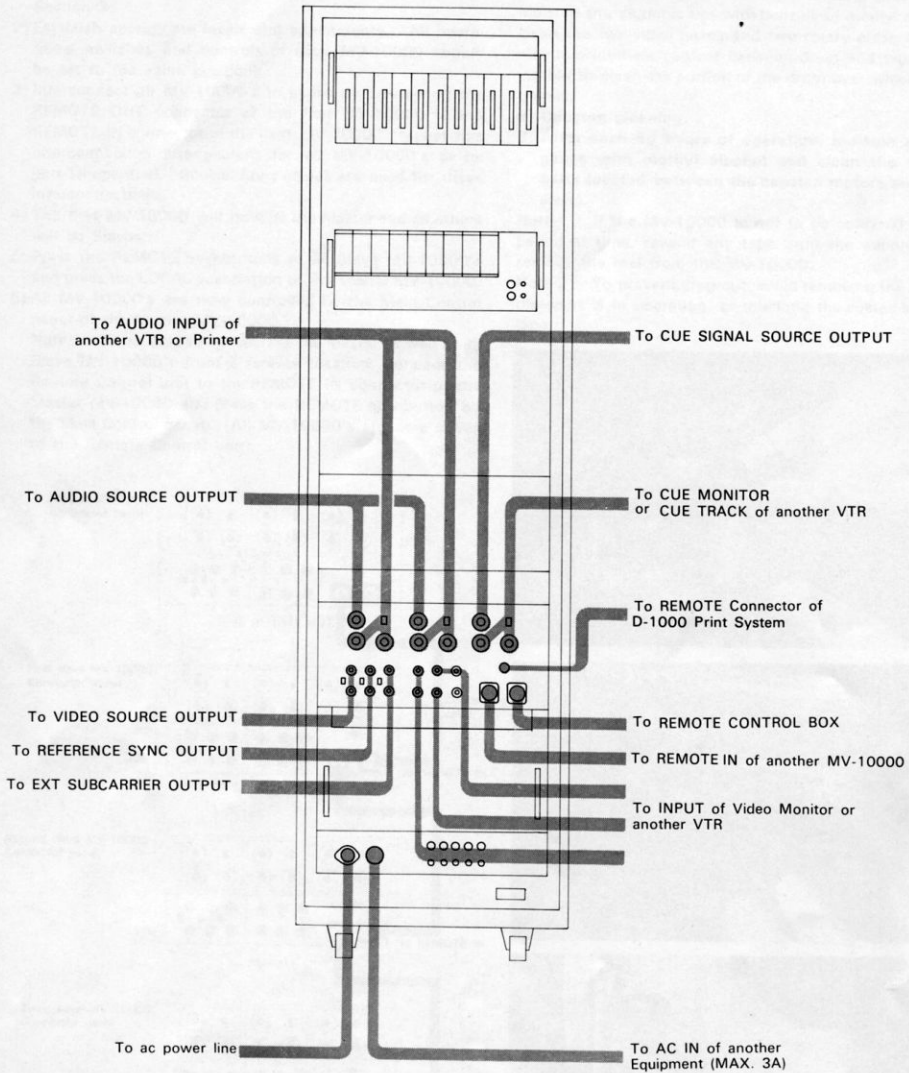 To AUDIO INPUT of
another VTR or Printer
To CUE SIGNAL SOURCE OUTPUT
To AUDIO SOURCE OUTPUT
To CUE MONITOR
or CUE TRACK of another VTR
To REMOTE Connector of
D-1000 Print System
To VIDEO SOURCE OUTPUT
To REMOTE CONTROL BOX
To REFERENCE SYNC OUTPUT
To REMOTE IN of another MV-10000
To EXT SUBCARRIER OUTPUT
To INPUT of Video Monitor or
another VTR
To ac power line
To AC IN of another
Equipment (MAX. 3A)